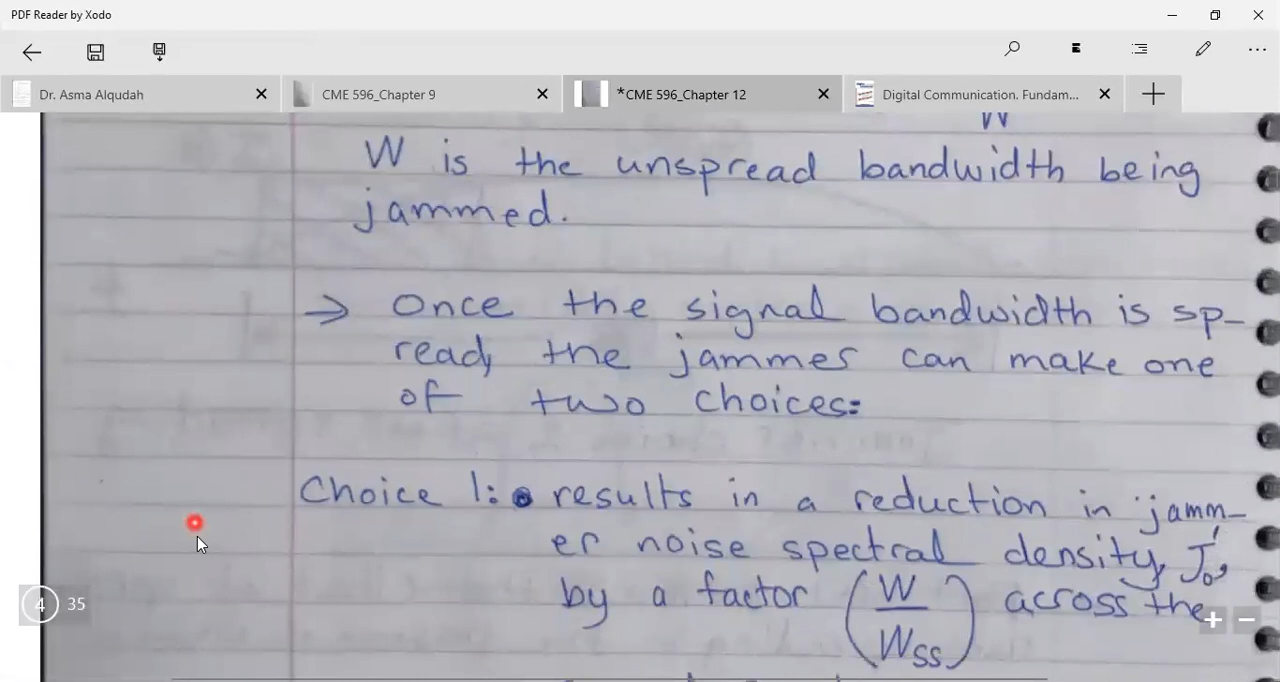 PDF Reader by Xodo
Dr. Asma Alqudah
CME 596_Chapter 9
*CME 596_Chapter 12
Digital Communication. Fundam...
W
W is the unspread bandwidth being
jammed.
→ Once the signal bandwidth is sp-
read, the jammes can make one
of two choices:
Choice 1: results in a reduction in jamm-
er noise spectral density, J₀',
by a factor (W/Wss) across the
4 35